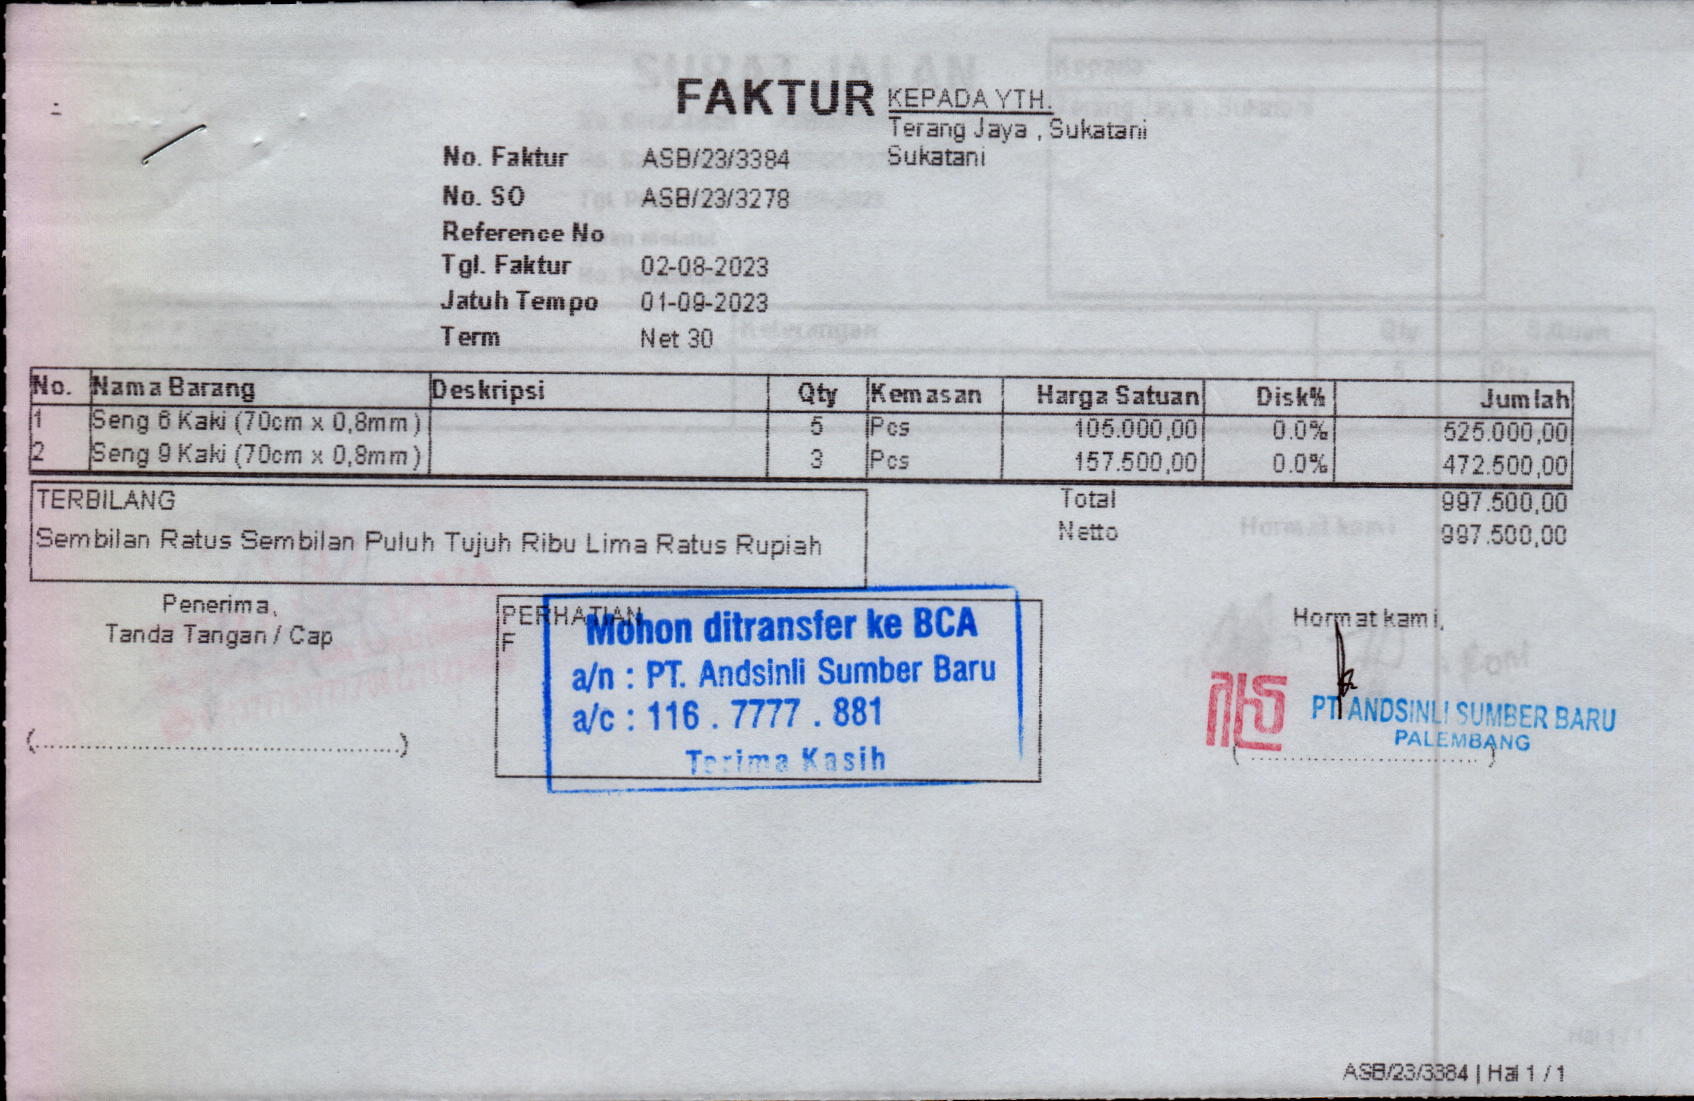 FAKTUR
KEPADA YTH.
Terang Jaya , Sukatani
Sukatani
No. Faktur ASB/23/3384
No. SO ASB/23/3278
Reference No
Tgl. Faktur 02-08-2023
Jatuh Tempo 01-09-2023
Term Net 30
No. Nama Barang Deskripsi Qty Kemasan Harga Satuan Disk% Jumlah
1 Seng 6 Kaki (70cm x 0,8mm) 5 Pcs 105.000,00 0.0% 525.000,00
2 Seng 9 Kaki (70cm x 0,8mm) 3 Pcs 157.500,00 0.0% 472.500,00
TERBILANG
Sembilan Ratus Sembilan Puluh Tujuh Ribu Lima Ratus Rupiah
Total 997.500,00
Netto 997.500,00
Penerima,
Tanda Tangan / Cap
(........................................................)
PERHATIAN
F
Mohon ditransfer ke BCA
a/n : PT. Andsinli Sumber Baru
a/c : 116 . 7777 . 881
Terima Kasih
Hormat kami,
PT ANDSINLI SUMBER BARU
PALEMBANG
(....................................)
ASB/23/3384 | Hal 1 / 1